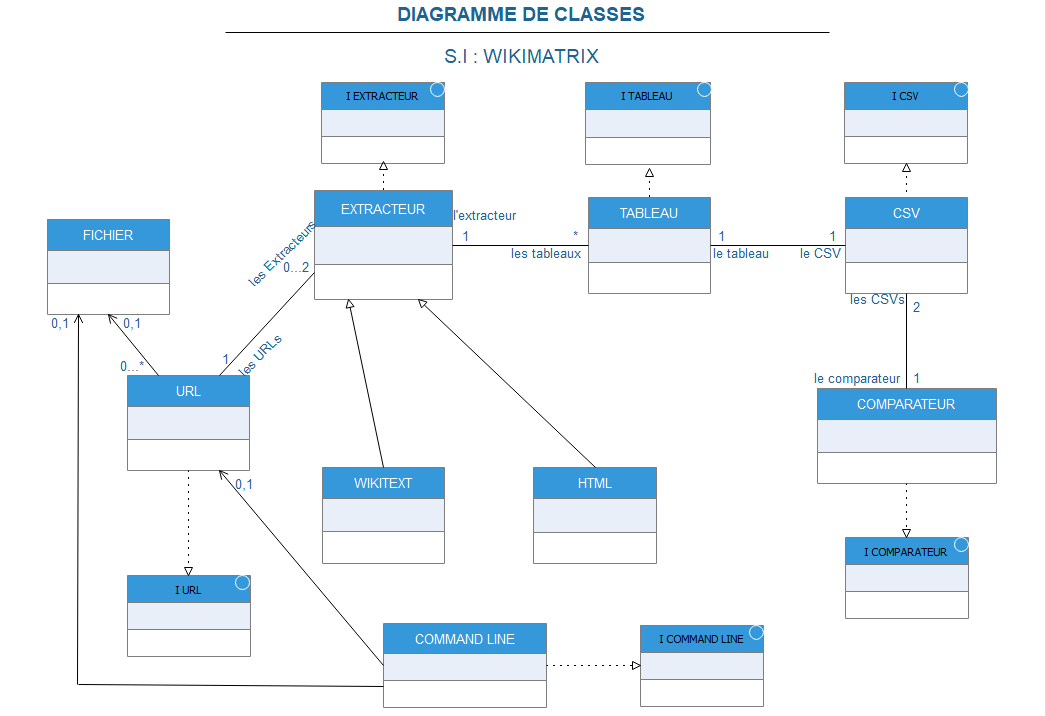 DIAGRAMME DE CLASSES
S.I : WIKIMATRIX
I EXTRACTEUR
I TABLEAU
I CSV
EXTRACTEUR
TABLEAU
CSV
FICHIER
l'extracteur
1
*
les tableaux
1
le tableau
1
le CSV
les Extracteurs
0...2
les CSVs
2
0,1
0,1
0...*
1
les URLs
le comparateur
1
URL
COMPARATEUR
WIKITEXT
HTML
0,1
I COMPARATEUR
I URL
COMMAND LINE
I COMMAND LINE